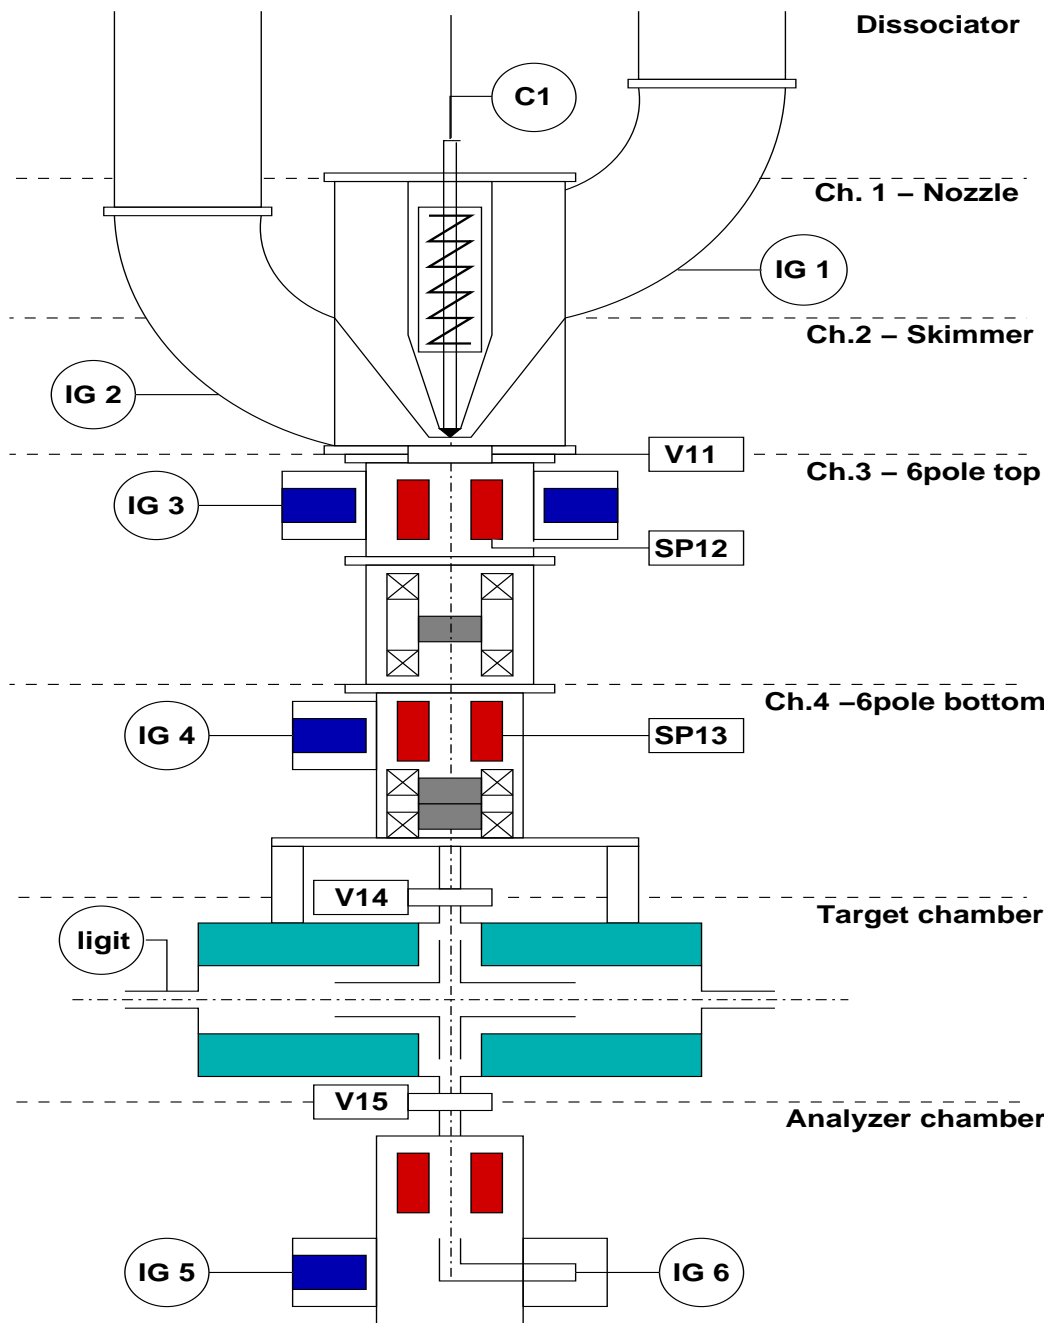 Dissociator
C1
Ch. 1 – Nozzle
IG 1
Ch.2 – Skimmer
IG 2
V11
Ch.3 – 6pole top
IG 3
SP12
Ch.4 –6pole bottom
IG 4
SP13
V14
Target chamber
ligit
V15
Analyzer chamber
IG 5
IG 6